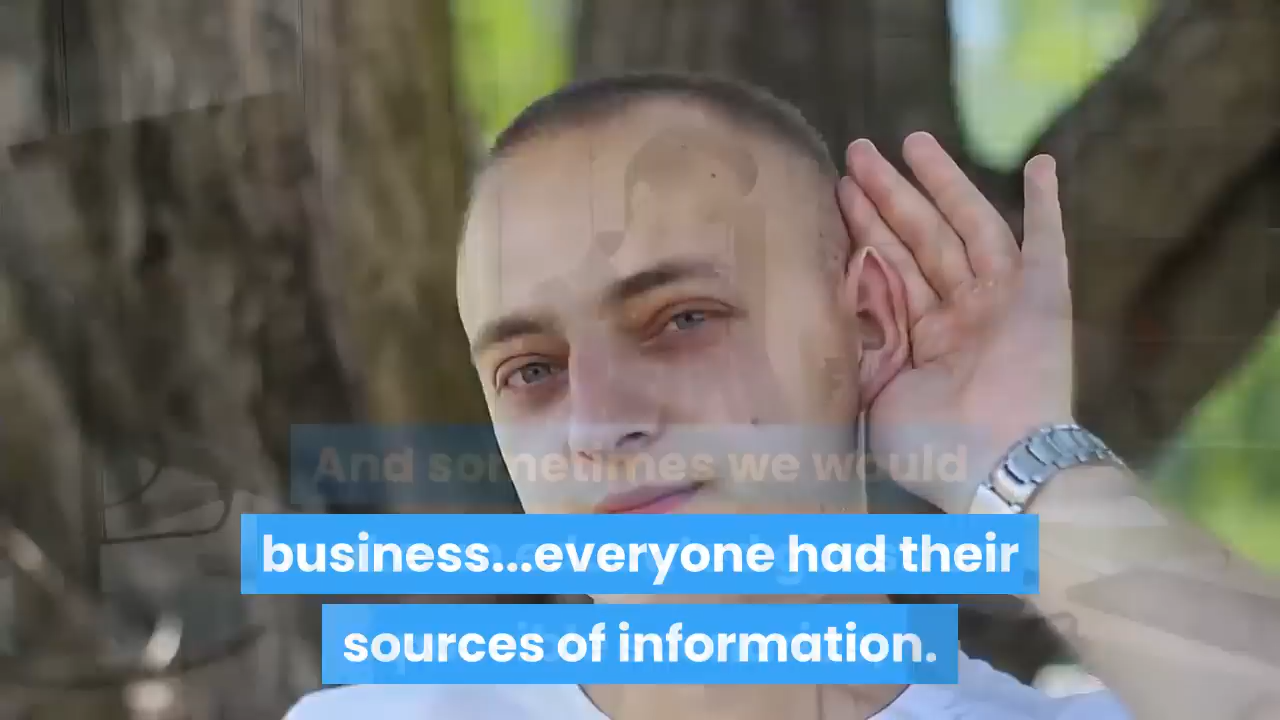 And sometimes we would
business...everyone had their
sources of information.